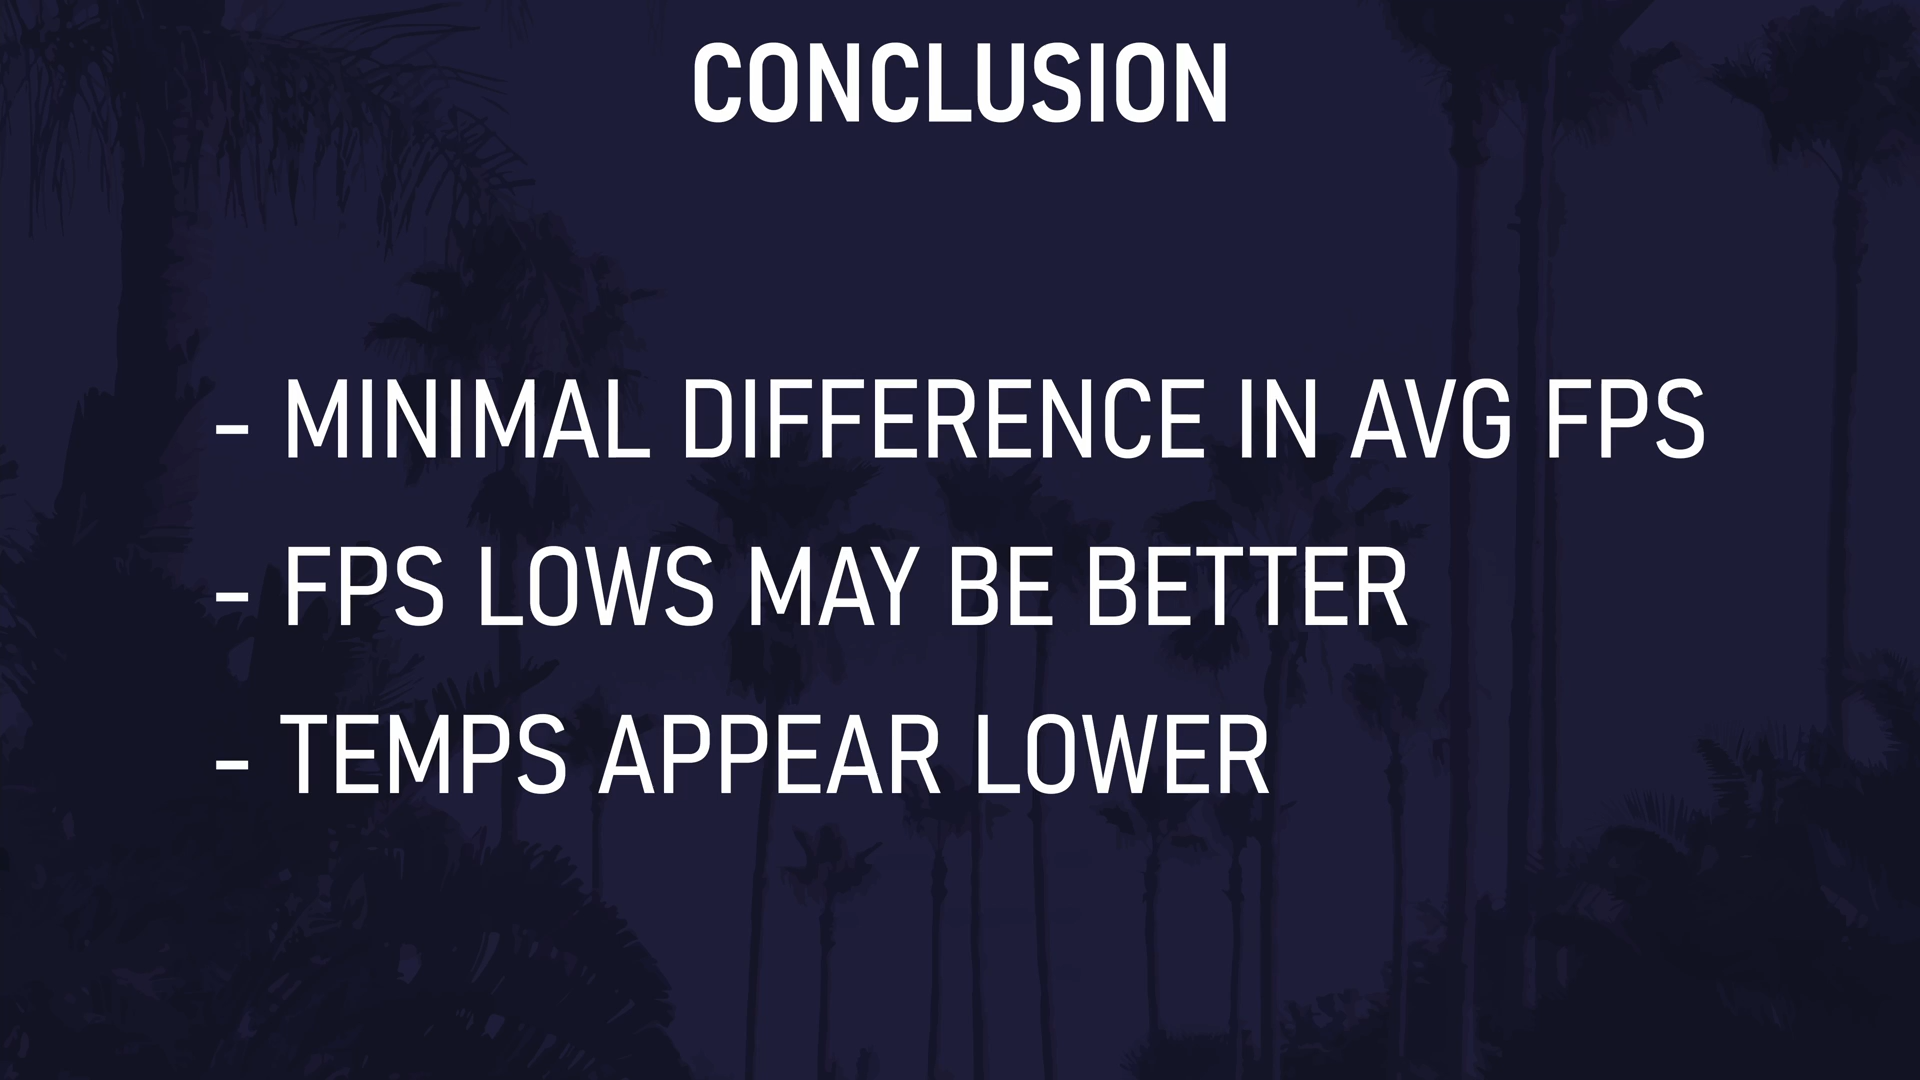 CONCLUSION
- MINIMAL DIFFERENCE IN AVG FPS
- FPS LOWS MAY BE BETTER
- TEMPS APPEAR LOWER